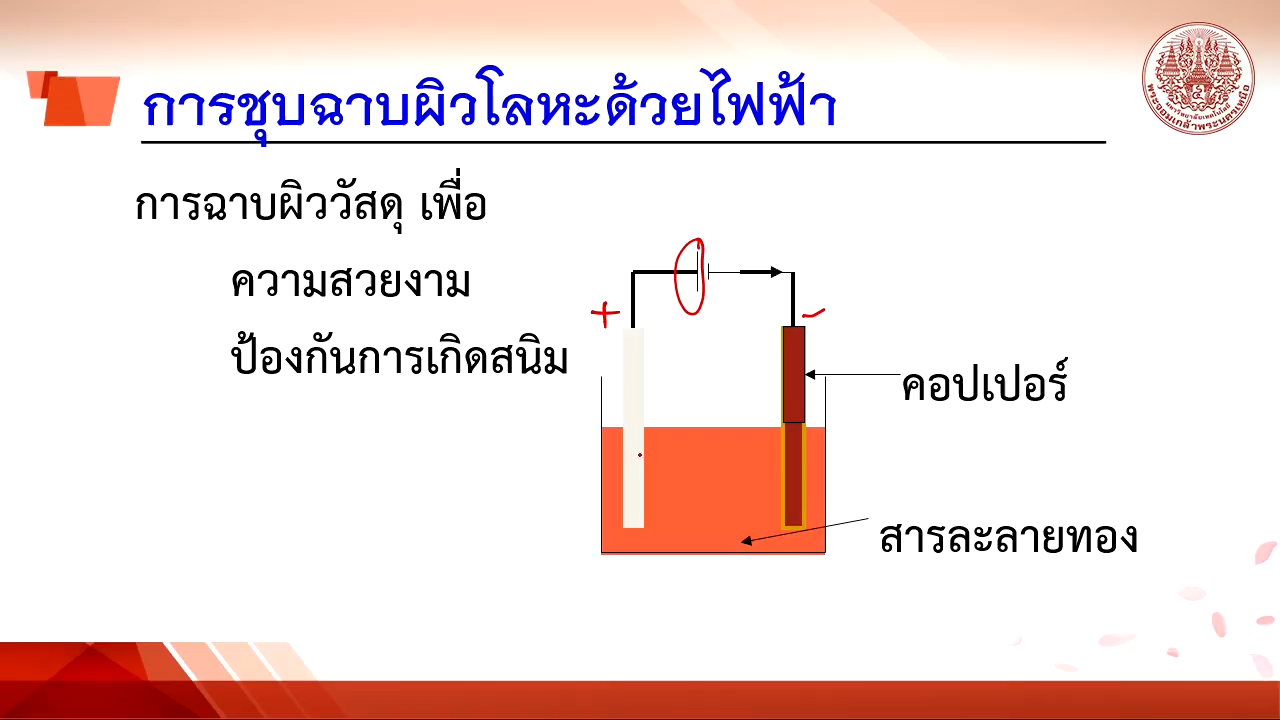 การชุบฉาบผิวโลหะด้วยไฟฟ้า
การฉาบผิววัสดุ เพื่อ
ความสวยงาม
ป้องกันการเกิดสนิม
+ -
คอปเปอร์
สารละลายทอง